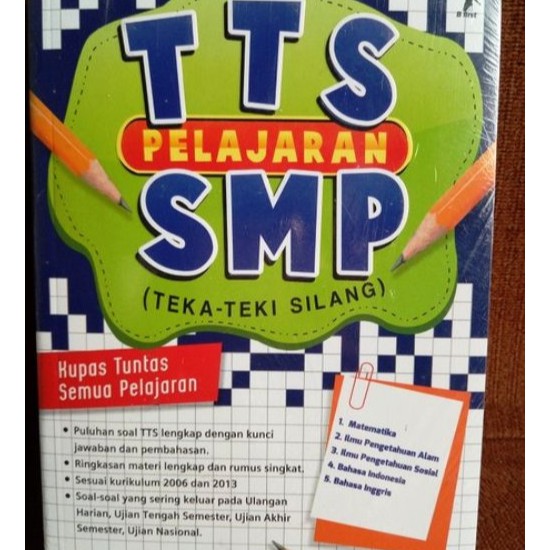 B first
TTS
PELAJARAN
SMP
(TEKA-TEKI SILANG)
Kupas Tuntas
Semua Pelajaran
• Puluhan soal TTS lengkap dengan kunci
jawaban dan pembahasan.
• Ringkasan materi lengkap dan rumus singkat.
• Sesuai kurikulum 2006 dan 2013
• Soal-soal yang sering keluar pada Ulangan
Harian, Ujian Tengah Semester, Ujian Akhir
Semester, Ujian Nasional.
1. Matematika
2. Ilmu Pengetahuan Alam
3. Ilmu Pengetahuan Sosial
4. Bahasa Indonesia
5. Bahasa Inggris